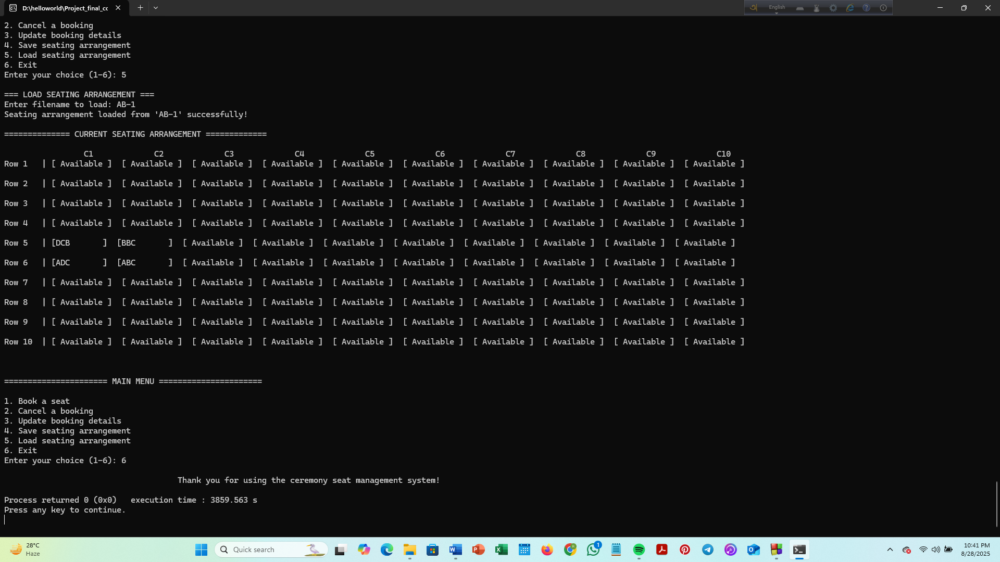 D:\helloworld\Project_final_cc
English
2. Cancel a booking
3. Update booking details
4. Save seating arrangement
5. Load seating arrangement
6. Exit
Enter your choice (1-6): 5
=== LOAD SEATING ARRANGEMENT ===
Enter filename to load: AB-1
Seating arrangement loaded from 'AB-1' successfully!
============== CURRENT SEATING ARRANGEMENT =============
C1 C2 C3 C4 C5 C6 C7 C8 C9 C10
Row 1 | [ Available ] [ Available ] [ Available ] [ Available ] [ Available ] [ Available ] [ Available ] [ Available ] [ Available ] [ Available ]
Row 2 | [ Available ] [ Available ] [ Available ] [ Available ] [ Available ] [ Available ] [ Available ] [ Available ] [ Available ] [ Available ]
Row 3 | [ Available ] [ Available ] [ Available ] [ Available ] [ Available ] [ Available ] [ Available ] [ Available ] [ Available ] [ Available ]
Row 4 | [ Available ] [ Available ] [ Available ] [ Available ] [ Available ] [ Available ] [ Available ] [ Available ] [ Available ] [ Available ]
Row 5 | [DCB ] [BBC ] [ Available ] [ Available ] [ Available ] [ Available ] [ Available ] [ Available ] [ Available ] [ Available ]
Row 6 | [ADC ] [ABC ] [ Available ] [ Available ] [ Available ] [ Available ] [ Available ] [ Available ] [ Available ] [ Available ]
Row 7 | [ Available ] [ Available ] [ Available ] [ Available ] [ Available ] [ Available ] [ Available ] [ Available ] [ Available ] [ Available ]
Row 8 | [ Available ] [ Available ] [ Available ] [ Available ] [ Available ] [ Available ] [ Available ] [ Available ] [ Available ] [ Available ]
Row 9 | [ Available ] [ Available ] [ Available ] [ Available ] [ Available ] [ Available ] [ Available ] [ Available ] [ Available ] [ Available ]
Row 10 | [ Available ] [ Available ] [ Available ] [ Available ] [ Available ] [ Available ] [ Available ] [ Available ] [ Available ] [ Available ]
====================== MAIN MENU ======================
1. Book a seat
2. Cancel a booking
3. Update booking details
4. Save seating arrangement
5. Load seating arrangement
6. Exit
Enter your choice (1-6): 6
Thank you for using the ceremony seat management system!
Process returned 0 (0x0) execution time : 3859.563 s
Press any key to continue.
28°C
Haze
Quick search
1
10:41 PM
8/28/2025